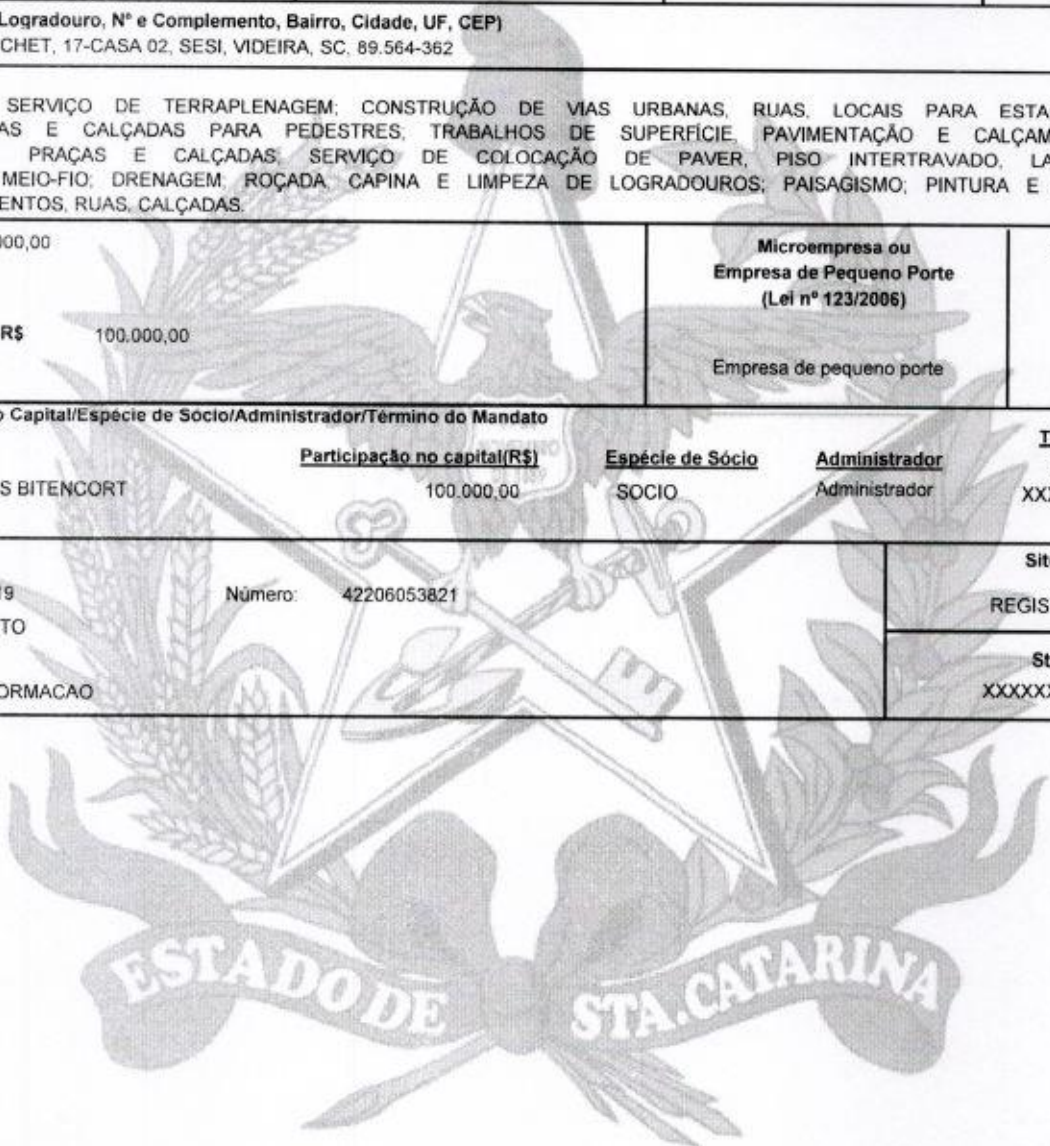 Logradouro, Nº e Complemento, Bairro, Cidade, UF, CEP)
CHET, 17-CASA 02, SESI, VIDEIRA, SC, 89.564-362
SERVIÇO DE TERRAPLENAGEM; CONSTRUÇÃO DE VIAS URBANAS, RUAS, LOCAIS PARA ESTA
AS E CALÇADAS PARA PEDESTRES; TRABALHOS DE SUPERFÍCIE, PAVIMENTAÇÃO E CALÇAM
PRAÇAS E CALÇADAS; SERVIÇO DE COLOCAÇÃO DE PAVER, PISO INTERTRAVADO, LA
MEIO-FIO; DRENAGEM; ROÇADA, CAPINA E LIMPEZA DE LOGRADOUROS; PAISAGISMO; PINTURA E
ENTOS, RUAS, CALÇADAS.
000,00
Microempresa ou
Empresa de Pequeno Porte
(Lei nº 123/2006)
R$ 100.000,00
Empresa de pequeno porte
o Capital/Espécie de Sócio/Administrador/Término do Mandato
Participação no capital(R$) Espécie de Sócio Administrador T
S BITENCORT 100.000,00 SOCIO Administrador XX
Sit
19 Número: 42206053821
REGIS
TO
St
ORMACAO XXXXXX
ESTADO DE STA. CATARINA